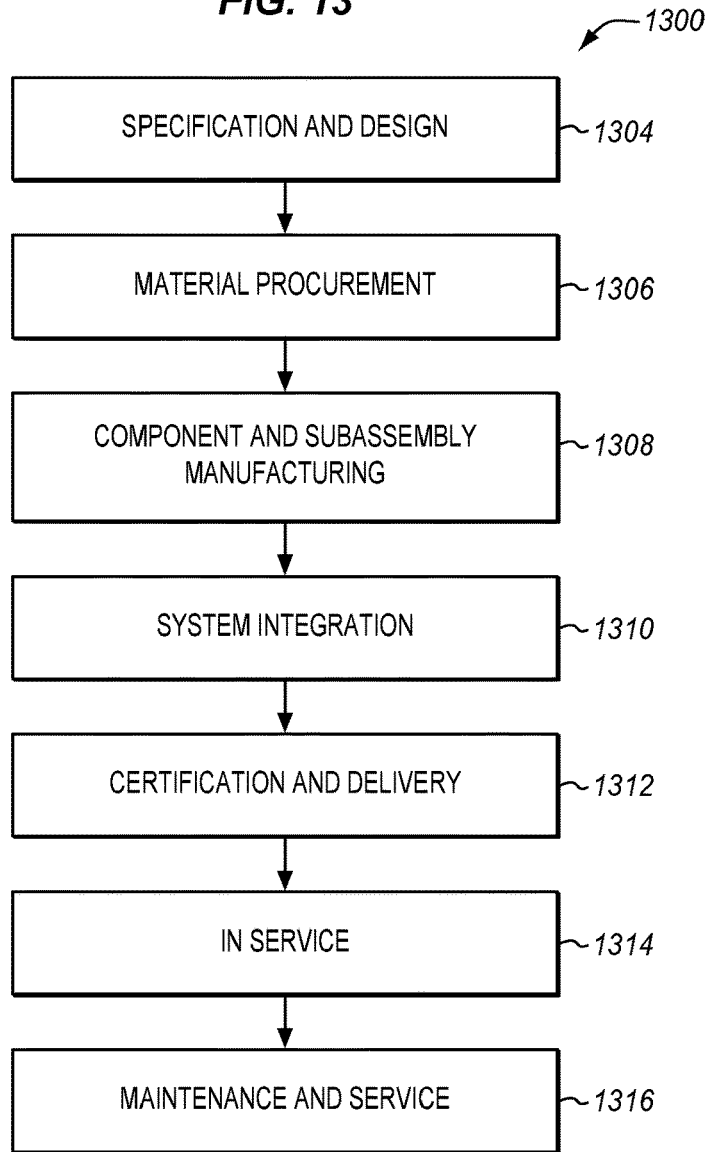 FIG. 13
1300
SPECIFICATION AND DESIGN
1304
MATERIAL PROCUREMENT
1306
COMPONENT AND SUBASSEMBLY
MANUFACTURING
1308
SYSTEM INTEGRATION
1310
CERTIFICATION AND DELIVERY
1312
IN SERVICE
1314
MAINTENANCE AND SERVICE
1316